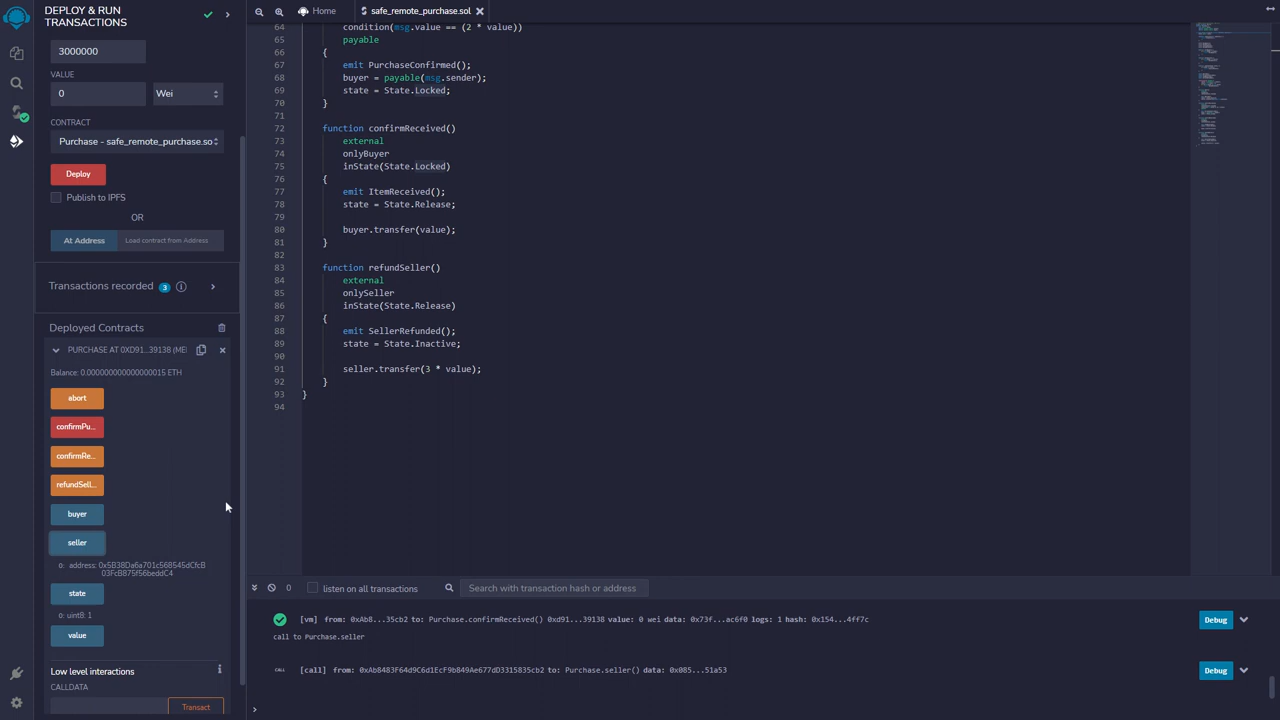 DEPLOY & RUN
TRANSACTIONS
3000000
VALUE
0
Wei
CONTRACT
Purchase - safe_remote_purchase.so
Deploy
Publish to IPFS
OR
At Address
Load contract from Address
Transactions recorded 3
Deployed Contracts
PURCHASE AT 0XD91...39138 (ME
Balance: 0.000000000000000015 ETH
abort
confirmPu...
confirmRe...
refundSell...
buyer
seller
0: address: 0x5B38Da6a701c568545dCfcB
03FcB875f56beddC4
state
0: uint8: 1
value
Low level interactions
CALLDATA
Transact
Home
safe_remote_purchase.sol
64 condition(msg.value == (2 * value))
65 payable
66 {
67 emit PurchaseConfirmed();
68 buyer = payable(msg.sender);
69 state = State.Locked;
70 }
71
72 function confirmReceived()
73 external
74 onlyBuyer
75 inState(State.Locked)
76 {
77 emit ItemReceived();
78 state = State.Release;
79
80 buyer.transfer(value);
81 }
82
83 function refundSeller()
84 external
85 onlySeller
86 inState(State.Release)
87 {
88 emit SellerRefunded();
89 state = State.Inactive;
90
91 seller.transfer(3 * value);
92 }
93 }
94
0
listen on all transactions
Search with transaction hash or address
[vm] from: 0xAb8...35cb2 to: Purchase.confirmReceived() 0xd91...39138 value: 0 wei data: 0x73f...ac6f0 logs: 1 hash: 0x154...4ff7c
Debug
call to Purchase.seller
CALL [call] from: 0xAb8483F64d9C6d1EcF9b849Ae677dD3315835cb2 to: Purchase.seller() data: 0x085...51a53
Debug
>